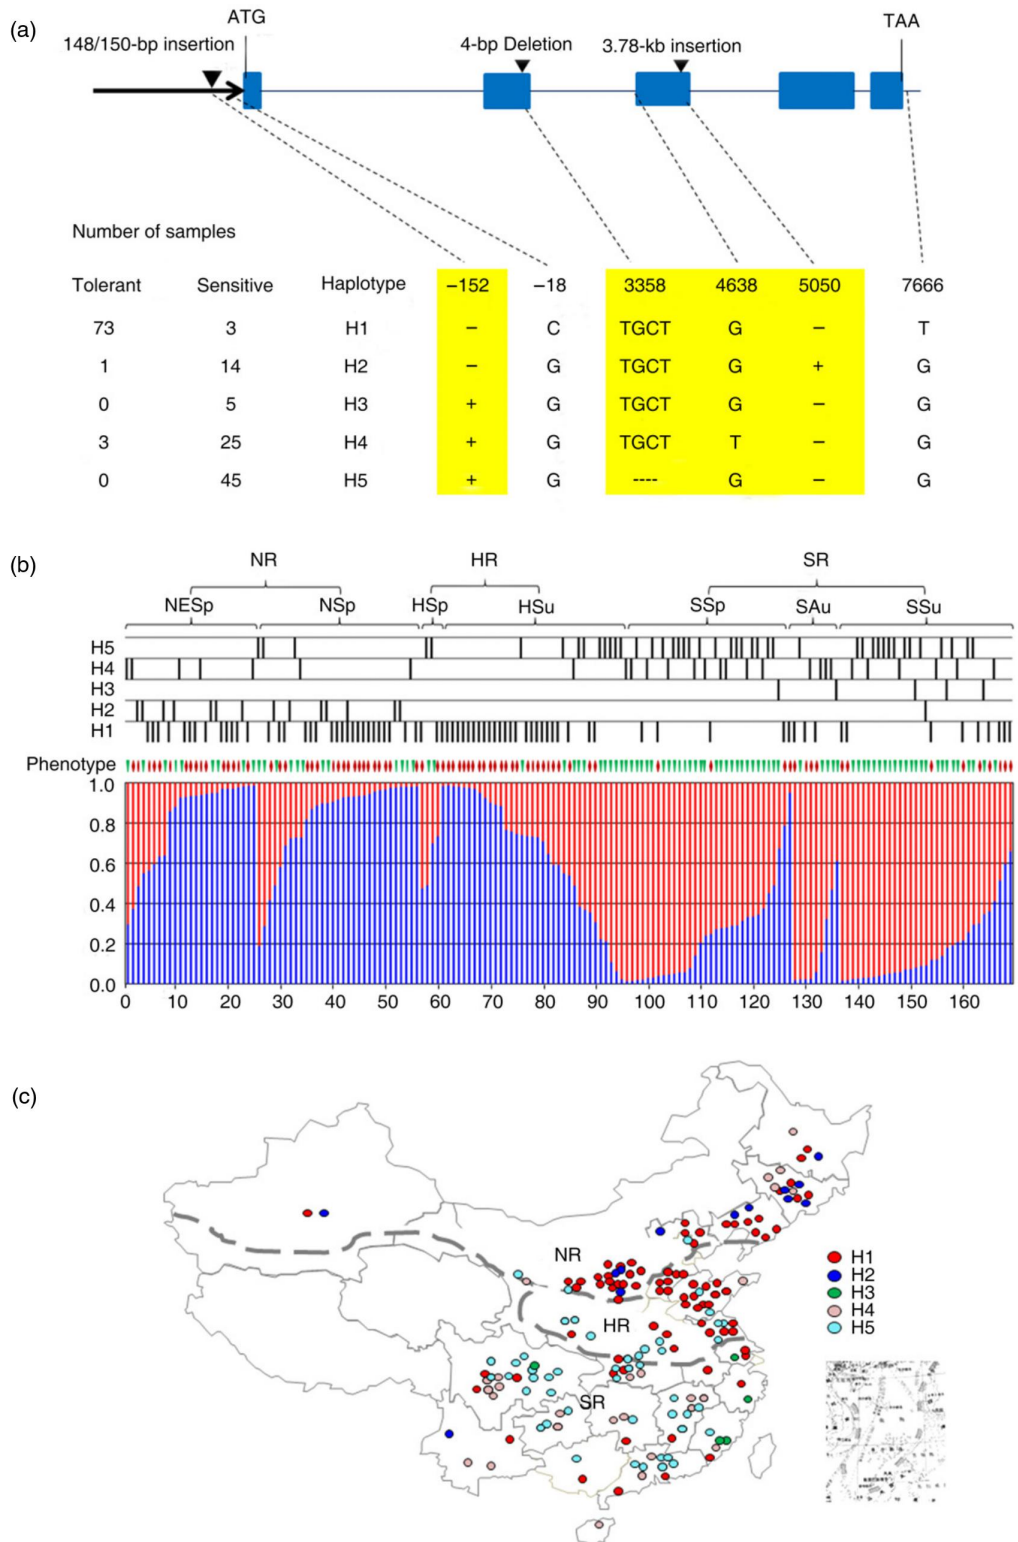 (a)
ATG
TAA
148/150-bp insertion
4-bp Deletion
3.78-kb insertion
Number of samples
Tolerant Sensitive Haplotype –152 –18 3358 4638 5050 7666
73 3 H1 – C TGCT G – T
1 14 H2 – G TGCT G + G
0 5 H3 + G TGCT G – G
3 25 H4 + G TGCT T – G
0 45 H5 + G ---- G – G
(b)
NR HR SR
NESp NSp HSp HSu SSp SAu SSu
H5
H4
H3
H2
H1
Phenotype
1.0
0.8
0.6
0.4
0.2
0.0
0 10 20 30 40 50 60 70 80 90 100 110 120 130 140 150 160
(c)
NR
HR
SR
H1
H2
H3
H4
H5